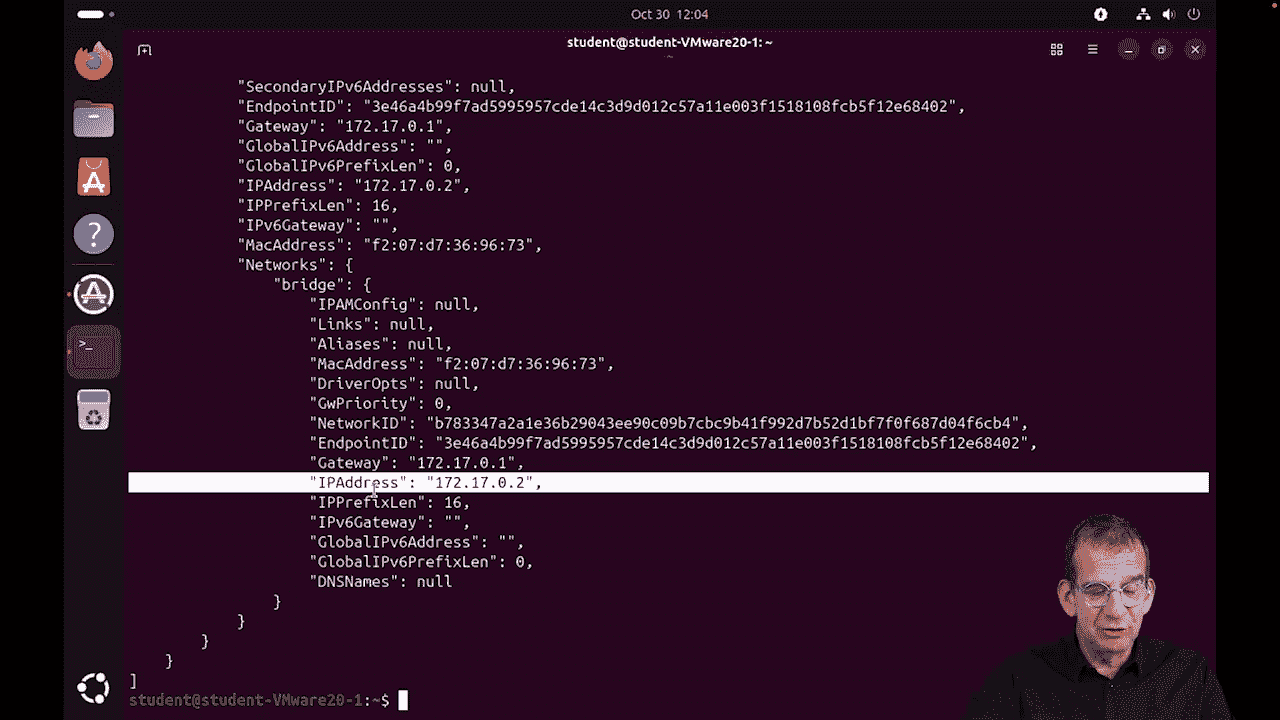 Oct 30 12:04
student@student-VMware20-1: ~
~
"SecondaryIPv6Addresses": null,
"EndpointID": "3e46a4b99f7ad5995957cde14c3d9d012c57a11e003f1518108fcb5f12e68402",
"Gateway": "172.17.0.1",
"GlobalIPv6Address": "",
"GlobalIPv6PrefixLen": 0,
"IPAddress": "172.17.0.2",
"IPPrefixLen": 16,
"IPv6Gateway": "",
"MacAddress": "f2:07:d7:36:96:73",
"Networks": {
"bridge": {
"IPAMConfig": null,
"Links": null,
"Aliases": null,
"MacAddress": "f2:07:d7:36:96:73",
"DriverOpts": null,
"GwPriority": 0,
"NetworkID": "b783347a2a1e36b29043ee90c09b7cbc9b41f992d7b52d1bf7f0f687d04f6cb4",
"EndpointID": "3e46a4b99f7ad5995957cde14c3d9d012c57a11e003f1518108fcb5f12e68402",
"Gateway": "172.17.0.1",
"IPAddress": "172.17.0.2",
"IPPrefixLen": 16,
"IPv6Gateway": "",
"GlobalIPv6Address": "",
"GlobalIPv6PrefixLen": 0,
"DNSNames": null
}
}
}
}
]
student@student-VMware20-1:~$